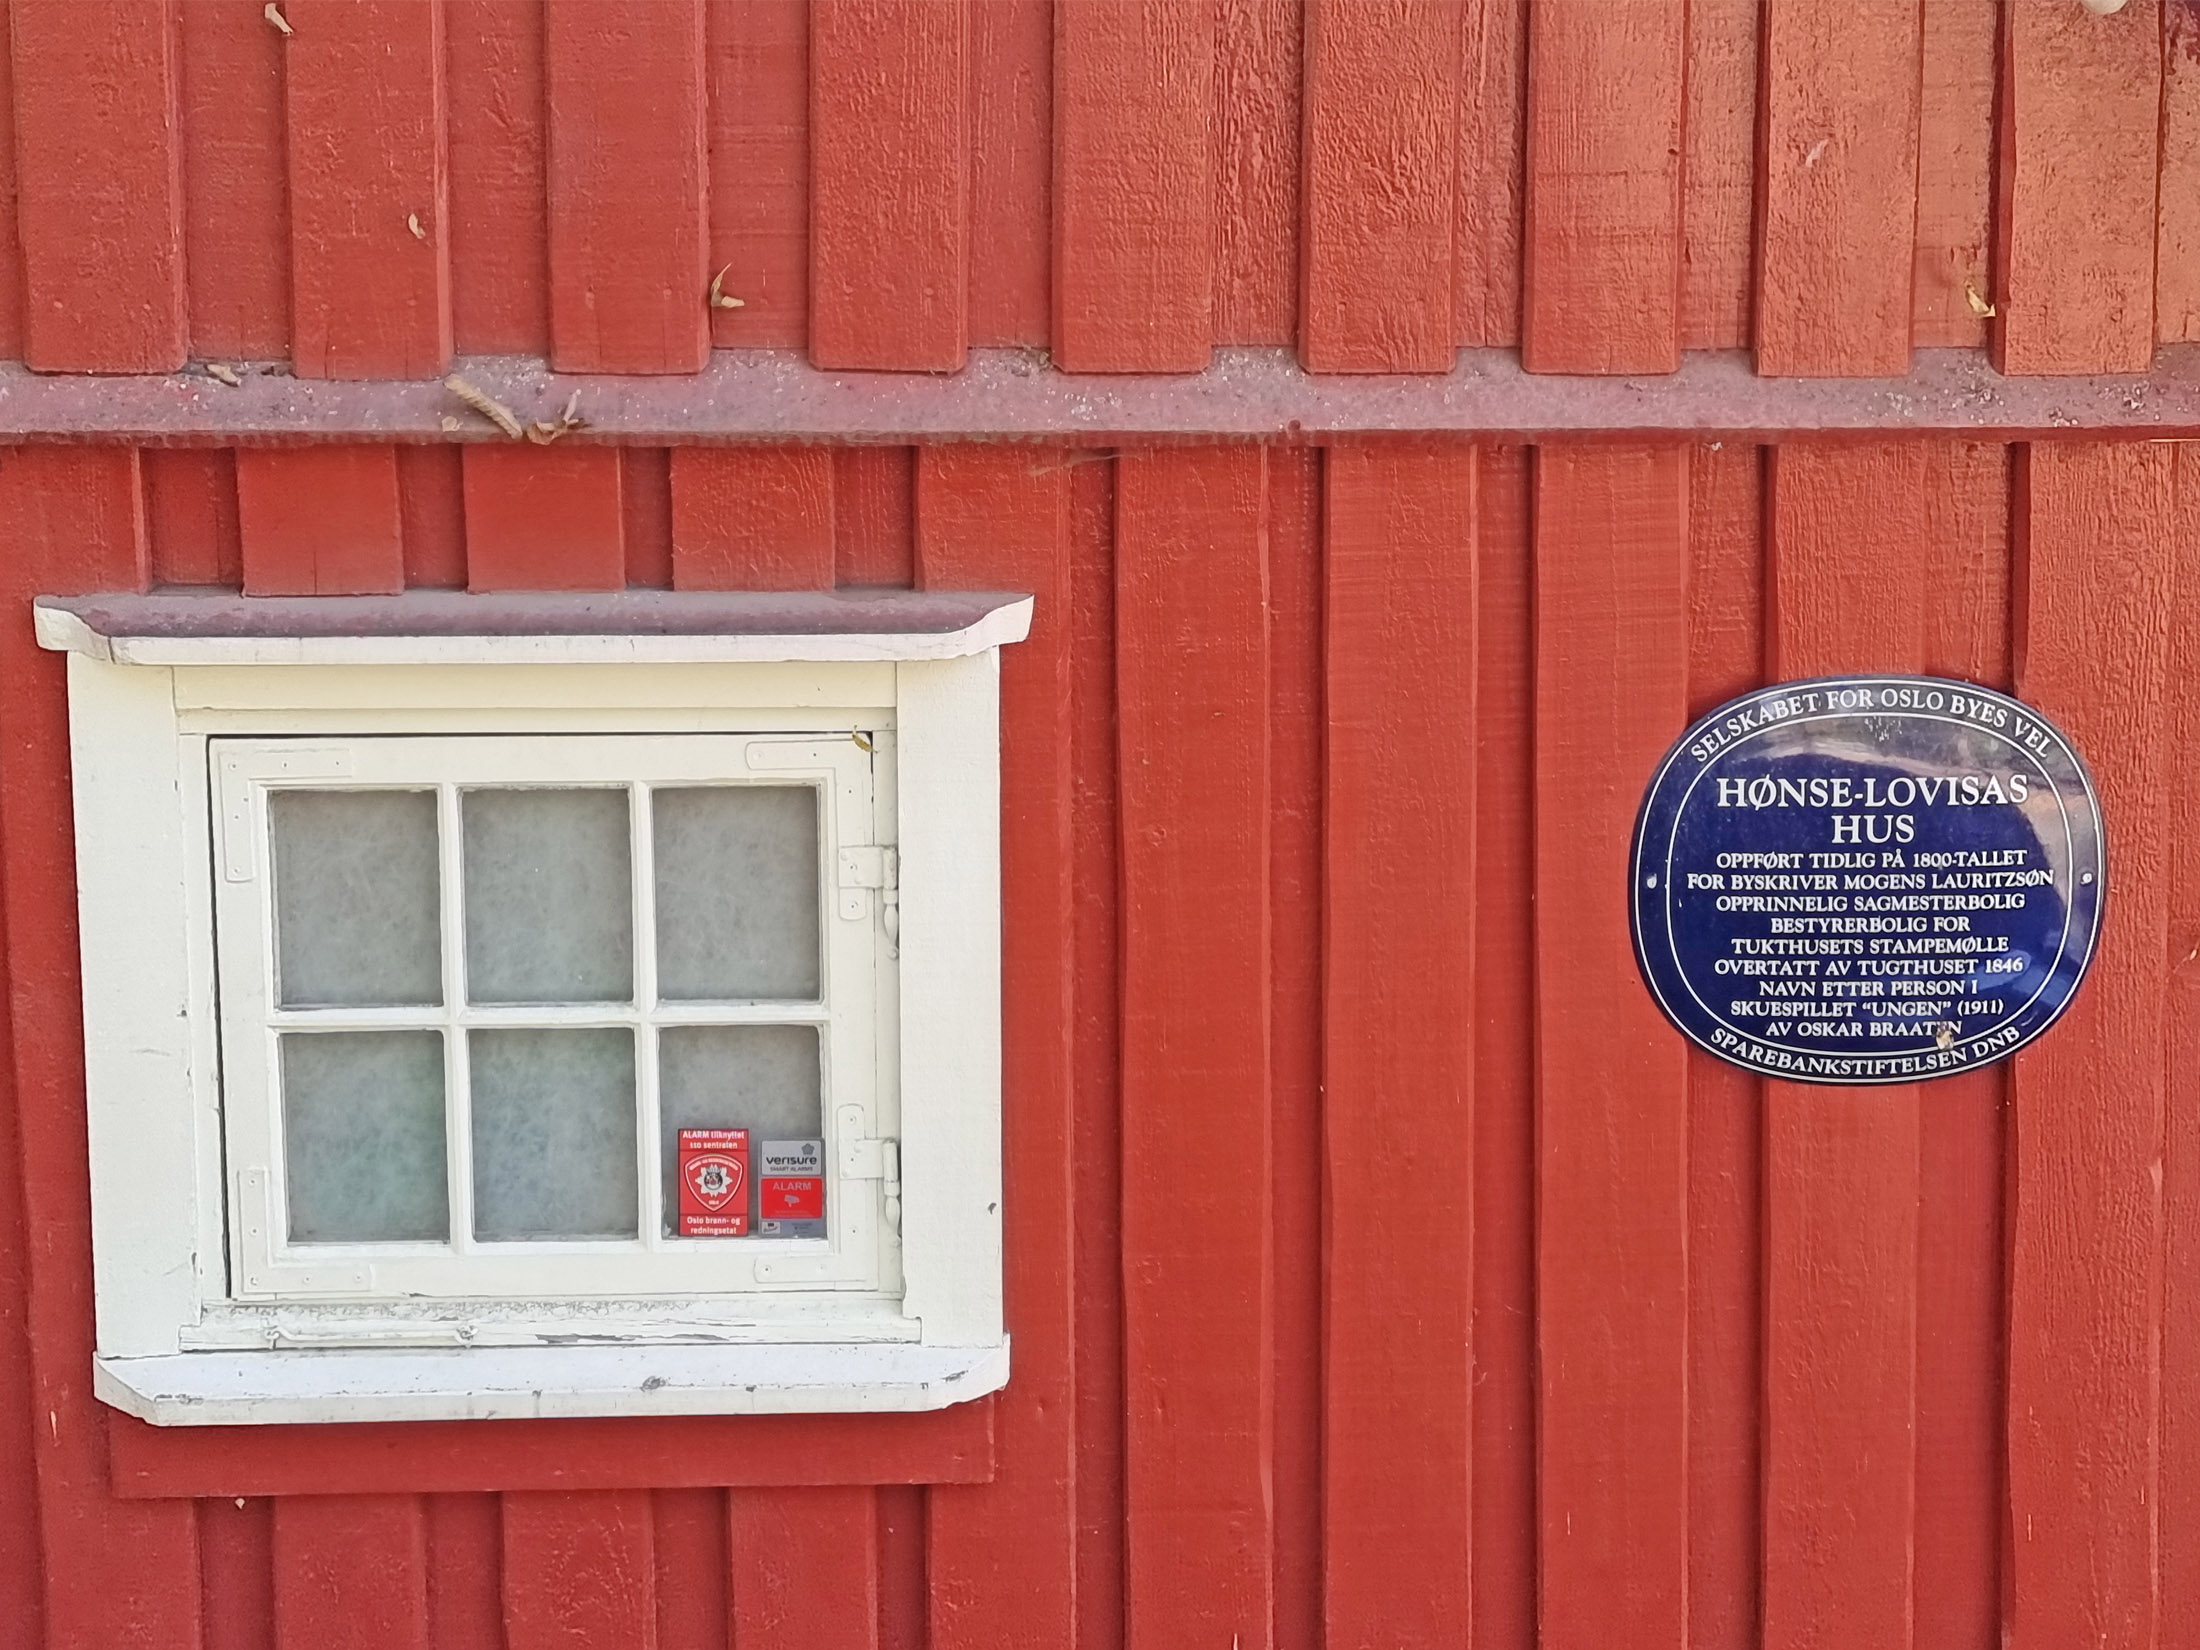 SELSKABET FOR OSLO BYES VEL
HØNSE-LOVISAS
HUS
OPPFØRT TIDLIG PÅ 1800-TALLET
FOR BYSKRIVER MOGENS LAURITZSØN
OPPRINNELIG SAGMESTERBOLIG
BESTYRERBOLIG FOR
TUKTHUSETS STAMPEMØLLE
OVERTATT AV TUGTHUSET 1846
NAVN ETTER PERSON I
SKUESPILLET “UNGEN” (1911)
AV OSKAR BRAATEN
SPAREBANKSTIFTELSEN DNB
ALARM tilknyttet
110 sentralen
Oslo brann- og
redningsetat
verisure
SMART ALARMS
ALARM